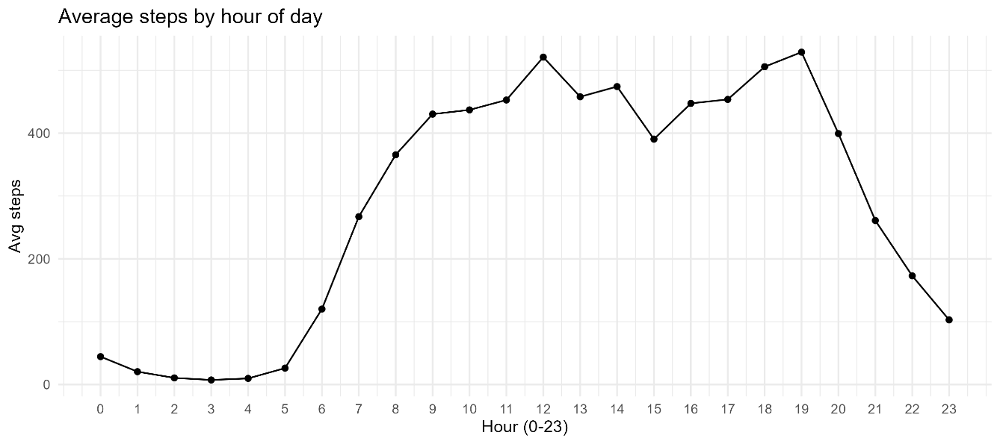 Average steps by hour of day
Avg steps
400
200
0
0 1 2 3 4 5 6 7 8 9 10 11 12 13 14 15 16 17 18 19 20 21 22 23
Hour (0-23)